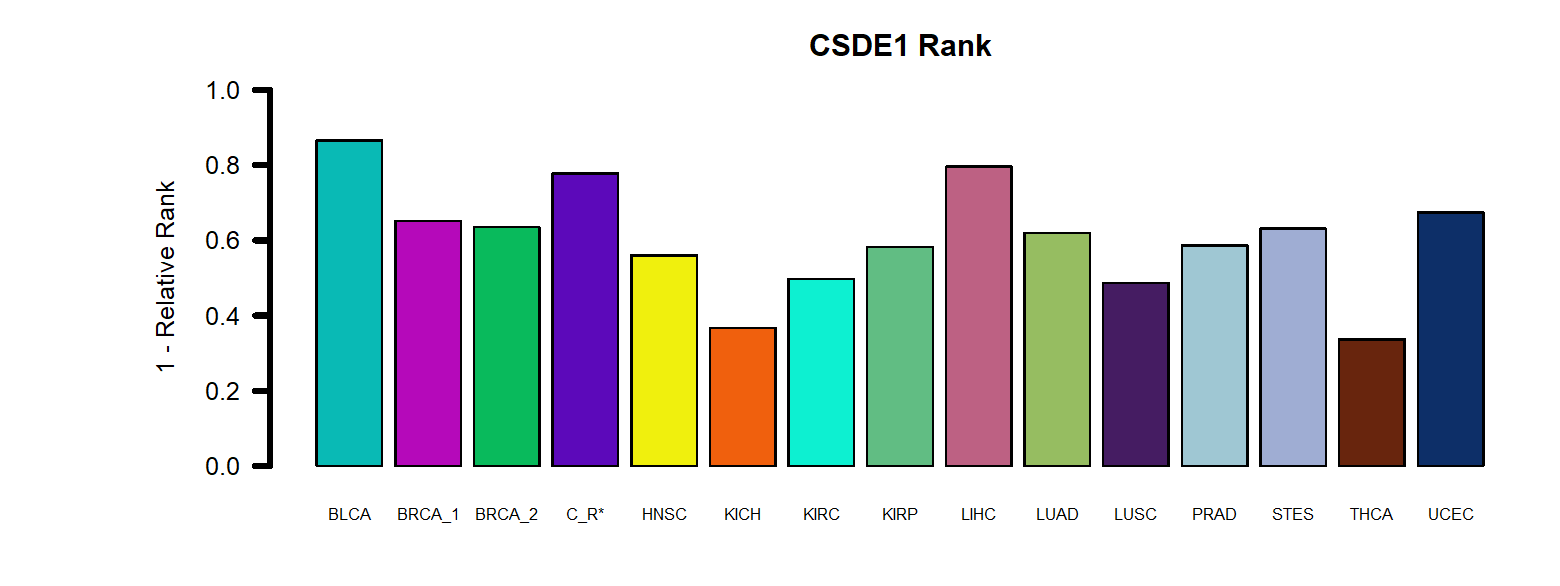 CSDE1 Rank
1 - Relative Rank
1.0
0.8
0.6
0.4
0.2
0.0
BLCA BRCA_1 BRCA_2 C_R* HNSC KICH KIRC KIRP LIHC LUAD LUSC PRAD STES THCA UCEC